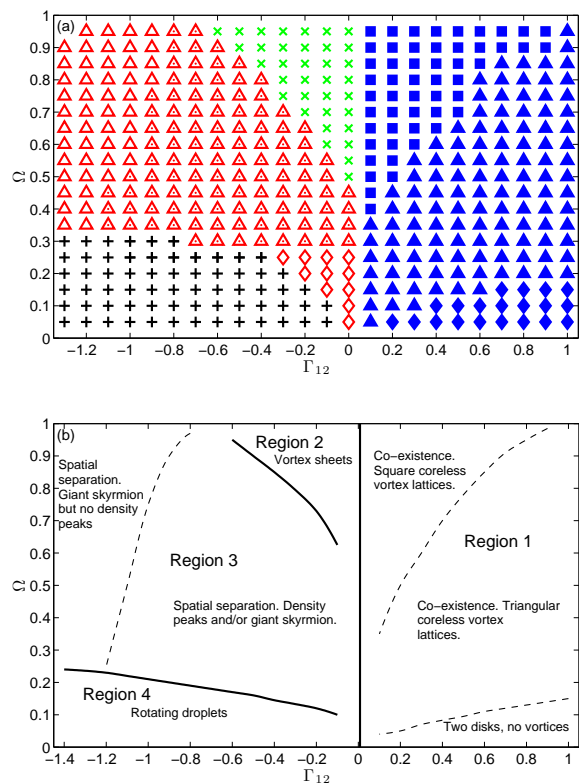 (a)
1
0.9
0.8
0.7
0.6
0.5
0.4
0.3
0.2
0.1
0
Ω
−1.2 −1 −0.8 −0.6 −0.4 −0.2 0 0.2 0.4 0.6 0.8 1
Γ12
(b)
1
0.9
0.8
0.7
0.6
0.5
0.4
0.3
0.2
0.1
0
Ω
Spatial
separation.
Giant skyrmion
but no density
peaks
Region 2
Vortex sheets
Co−existence.
Square coreless
vortex lattices.
Region 3
Region 1
Spatial separation. Density
peaks and/or giant skyrmion.
Co−existence. Triangular
coreless vortex
lattices.
Region 4
Rotating droplets
Two disks, no vortices
−1.4 −1.2 −1 −0.8 −0.6 −0.4 −0.2 0 0.2 0.4 0.6 0.8 1
Γ12